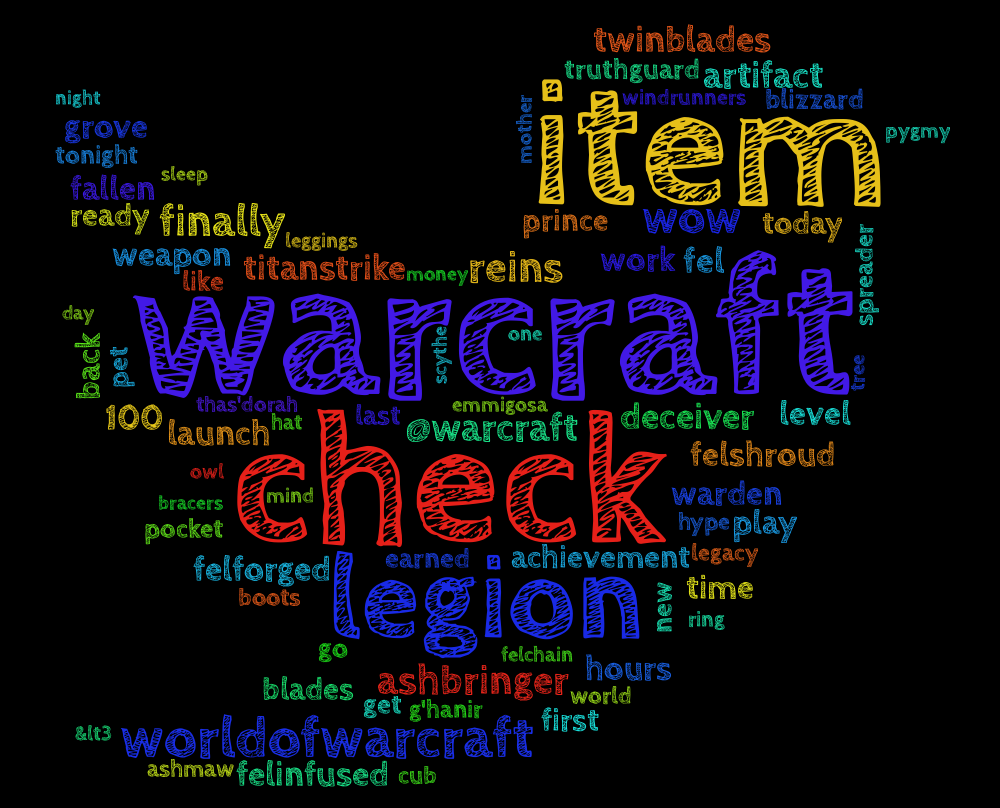 twinblades
truthguard artifact
night mother item windrunners blizzard
grove pygmy
tonight
sleep
fallen
ready finally prince wow today
leggings
weapon titanstrike money reins work fel spreader
like
warcraft
day
back pet scythe one tree
thas'dorah emmigosa
100 launch hat last @warcraft deceiver level
check
owl felshroud
bracers mind warden
pocket hype play
felforged earned achievement legacy
boots legion new time
ring
go felchain
blades ashbringer hours
get g'hanir world
first
&lt3 worldofwarcraft
ashmaw felinfused cub